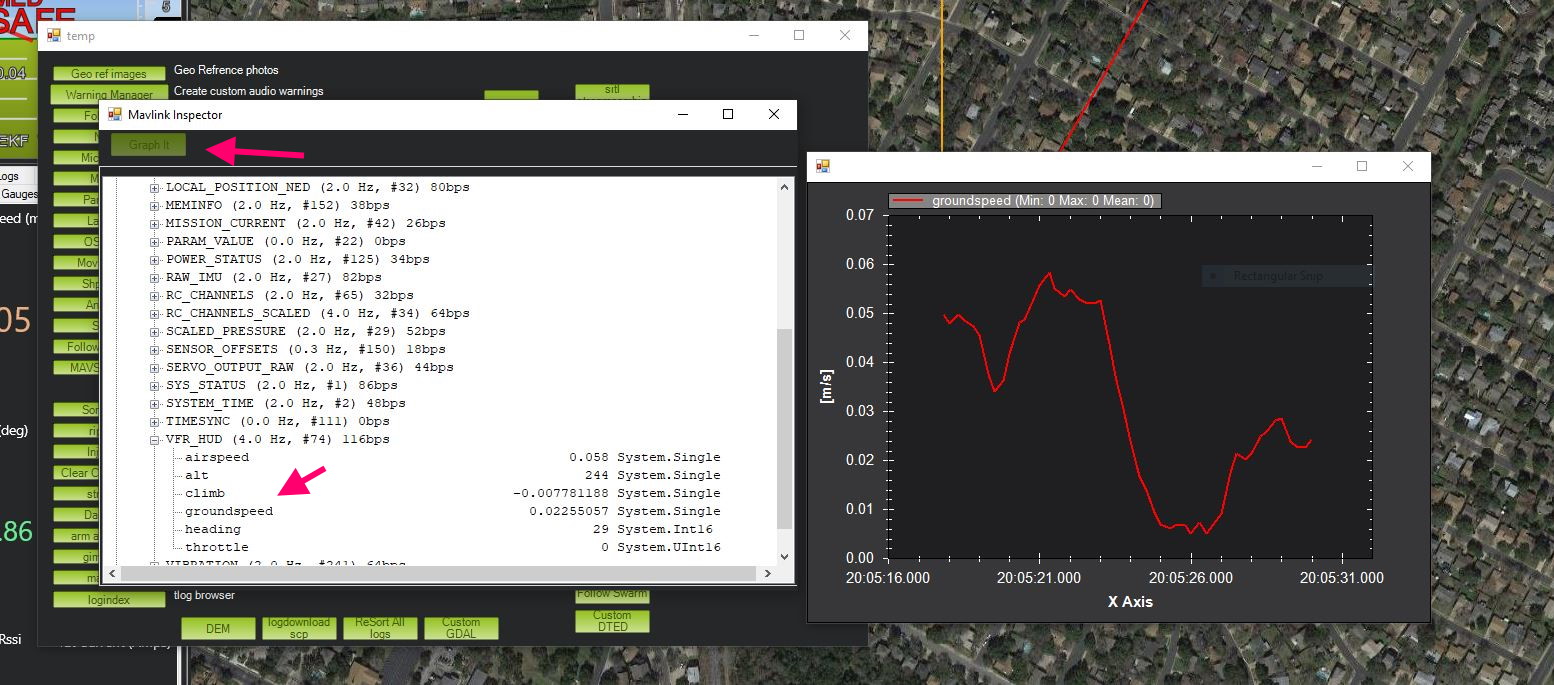 5
SAFE
0.04
EKF
ogs
Gauges
eed (m
05
(deg)
.86
Rssi
temp
Geo ref images
Geo Refrence photos
Warning Manager
Create custom audio warnings
sitl
Fo
Mic
Pa
La
OS
Mov
Shp
An
S
Follow
MAVS
Son
rip
Inj
Clear C
str
Da
arm a
gim
ma
logindex
tlog browser
DEM
logdownload
scp
ReSort All
logs
Custom
GDAL
Follow Swarm
Custom
DTED
Mavlink Inspector
Graph It
LOCAL_POSITION_NED (2.0 Hz, #32) 80bps
MEMINFO (2.0 Hz, #152) 38bps
MISSION_CURRENT (2.0 Hz, #42) 26bps
PARAM_VALUE (0.0 Hz, #22) 0bps
POWER_STATUS (2.0 Hz, #125) 34bps
RAW_IMU (2.0 Hz, #27) 82bps
RC_CHANNELS (2.0 Hz, #65) 32bps
RC_CHANNELS_SCALED (4.0 Hz, #34) 64bps
SCALED_PRESSURE (2.0 Hz, #29) 52bps
SENSOR_OFFSETS (0.3 Hz, #150) 18bps
SERVO_OUTPUT_RAW (2.0 Hz, #36) 44bps
SYS_STATUS (2.0 Hz, #1) 86bps
SYSTEM_TIME (2.0 Hz, #2) 48bps
TIMESYNC (0.0 Hz, #111) 0bps
VFR_HUD (4.0 Hz, #74) 116bps
airspeed 0.058 System.Single
alt 244 System.Single
climb -0.007781188 System.Single
groundspeed 0.02255057 System.Single
heading 29 System.Int16
throttle 0 System.UInt16
VIBRATION (2.0 Hz, #241) 64bps
groundspeed (Min: 0 Max: 0 Mean: 0)
0.07
0.06
Rectangular Snip
0.05
0.04
[m/s]
0.03
0.02
0.01
0.00
20:05:16.000 20:05:21.000 20:05:26.000 20:05:31.000
X Axis